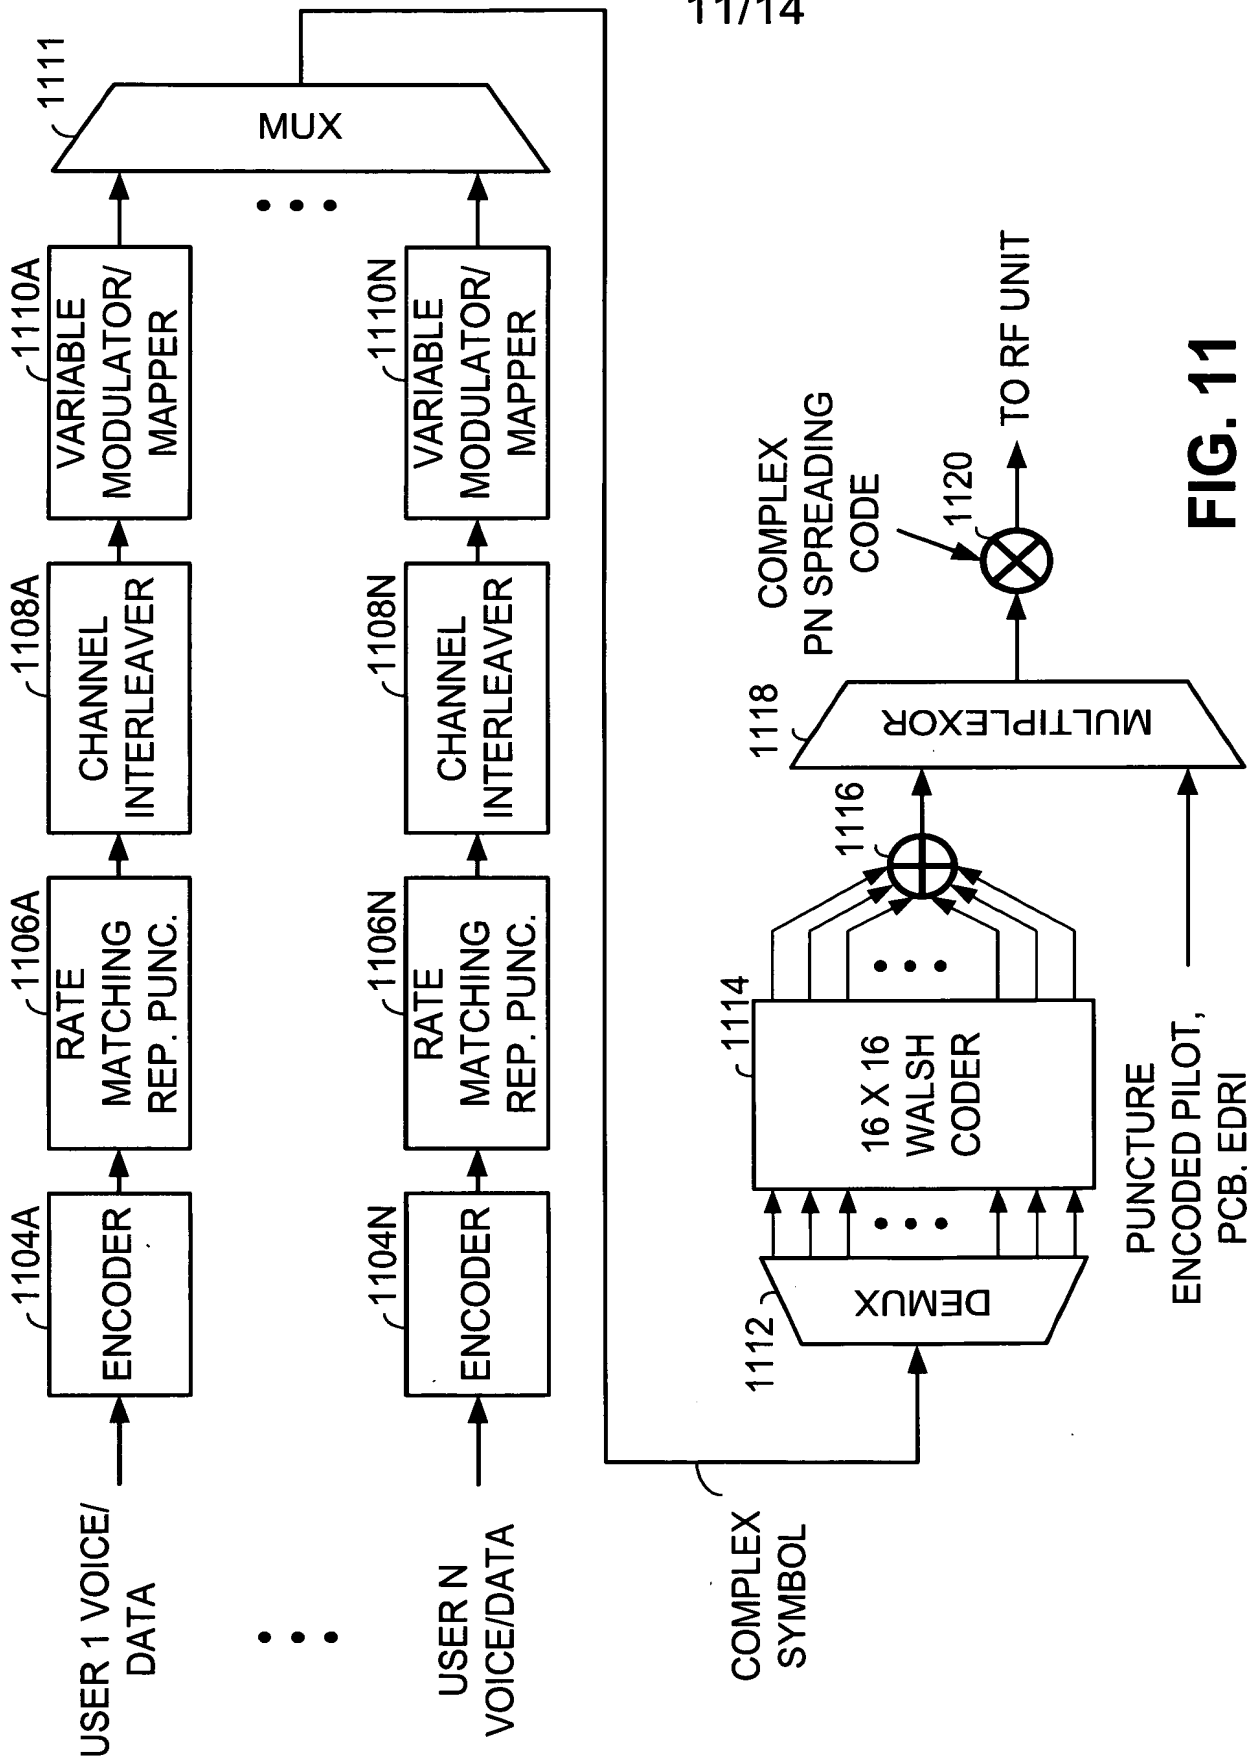 11/14
USER 1 VOICE/
DATA
1104A
ENCODER
1106A
RATE
MATCHING
REP. PUNC.
1108A
CHANNEL
INTERLEAVER
1110A
VARIABLE
MODULATOR/
MAPPER
1111
MUX
USER N
VOICE/DATA
1104N
ENCODER
1106N
RATE
MATCHING
REP. PUNC.
1108N
CHANNEL
INTERLEAVER
1110N
VARIABLE
MODULATOR/
MAPPER
COMPLEX
SYMBOL
1112
DEMUX
1114
16 X 16
WALSH
CODER
1116
1118
MULTIPLEXOR
COMPLEX
PN SPREADING
CODE
1120
TO RF UNIT
PUNCTURE
ENCODED PILOT,
PCB, EDRI
FIG. 11